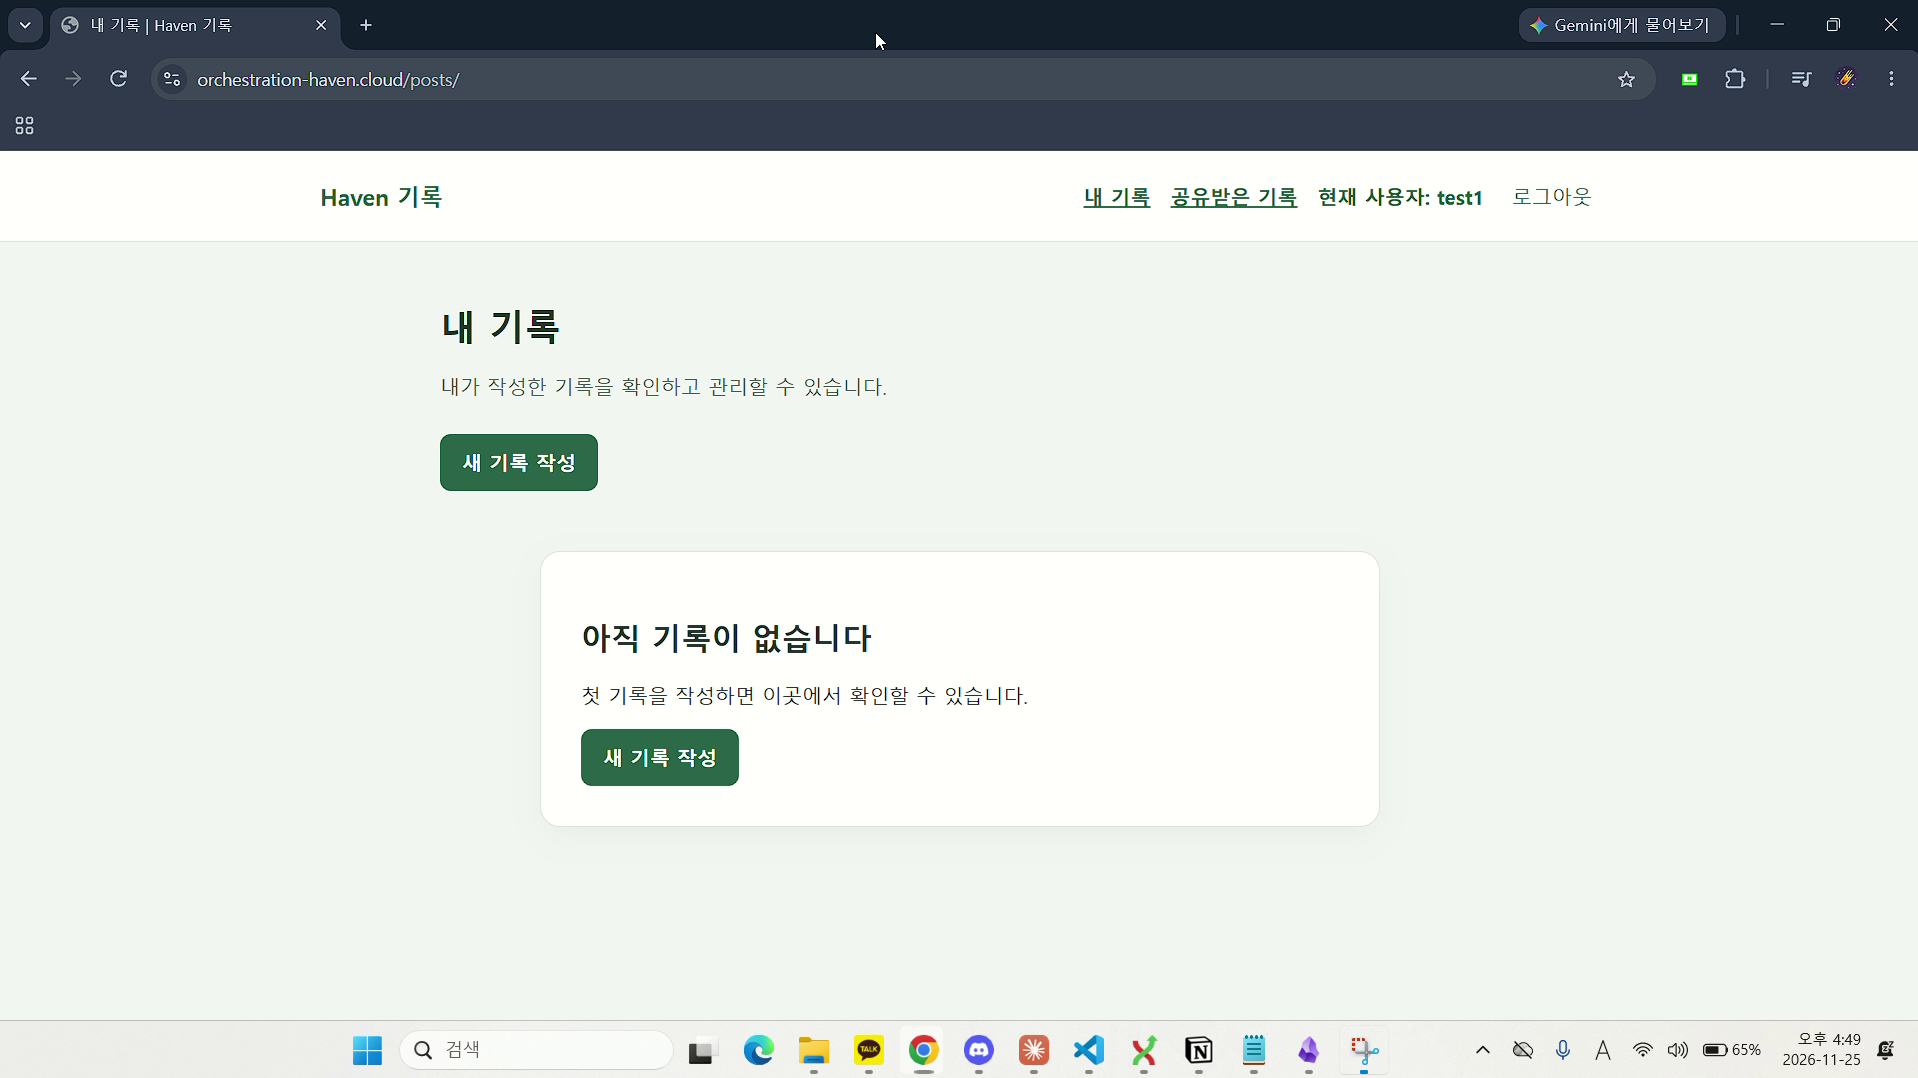 내 기록 | Haven 기록
Gemini에게 물어보기
orchestration-haven.cloud/posts/
Haven 기록
내 기록 공유받은 기록 현재 사용자: test1 로그아웃
내 기록
내가 작성한 기록을 확인하고 관리할 수 있습니다.
새 기록 작성
아직 기록이 없습니다
첫 기록을 작성하면 이곳에서 확인할 수 있습니다.
새 기록 작성
검색
TALK
A
65%
오후 4:49
2026-11-25